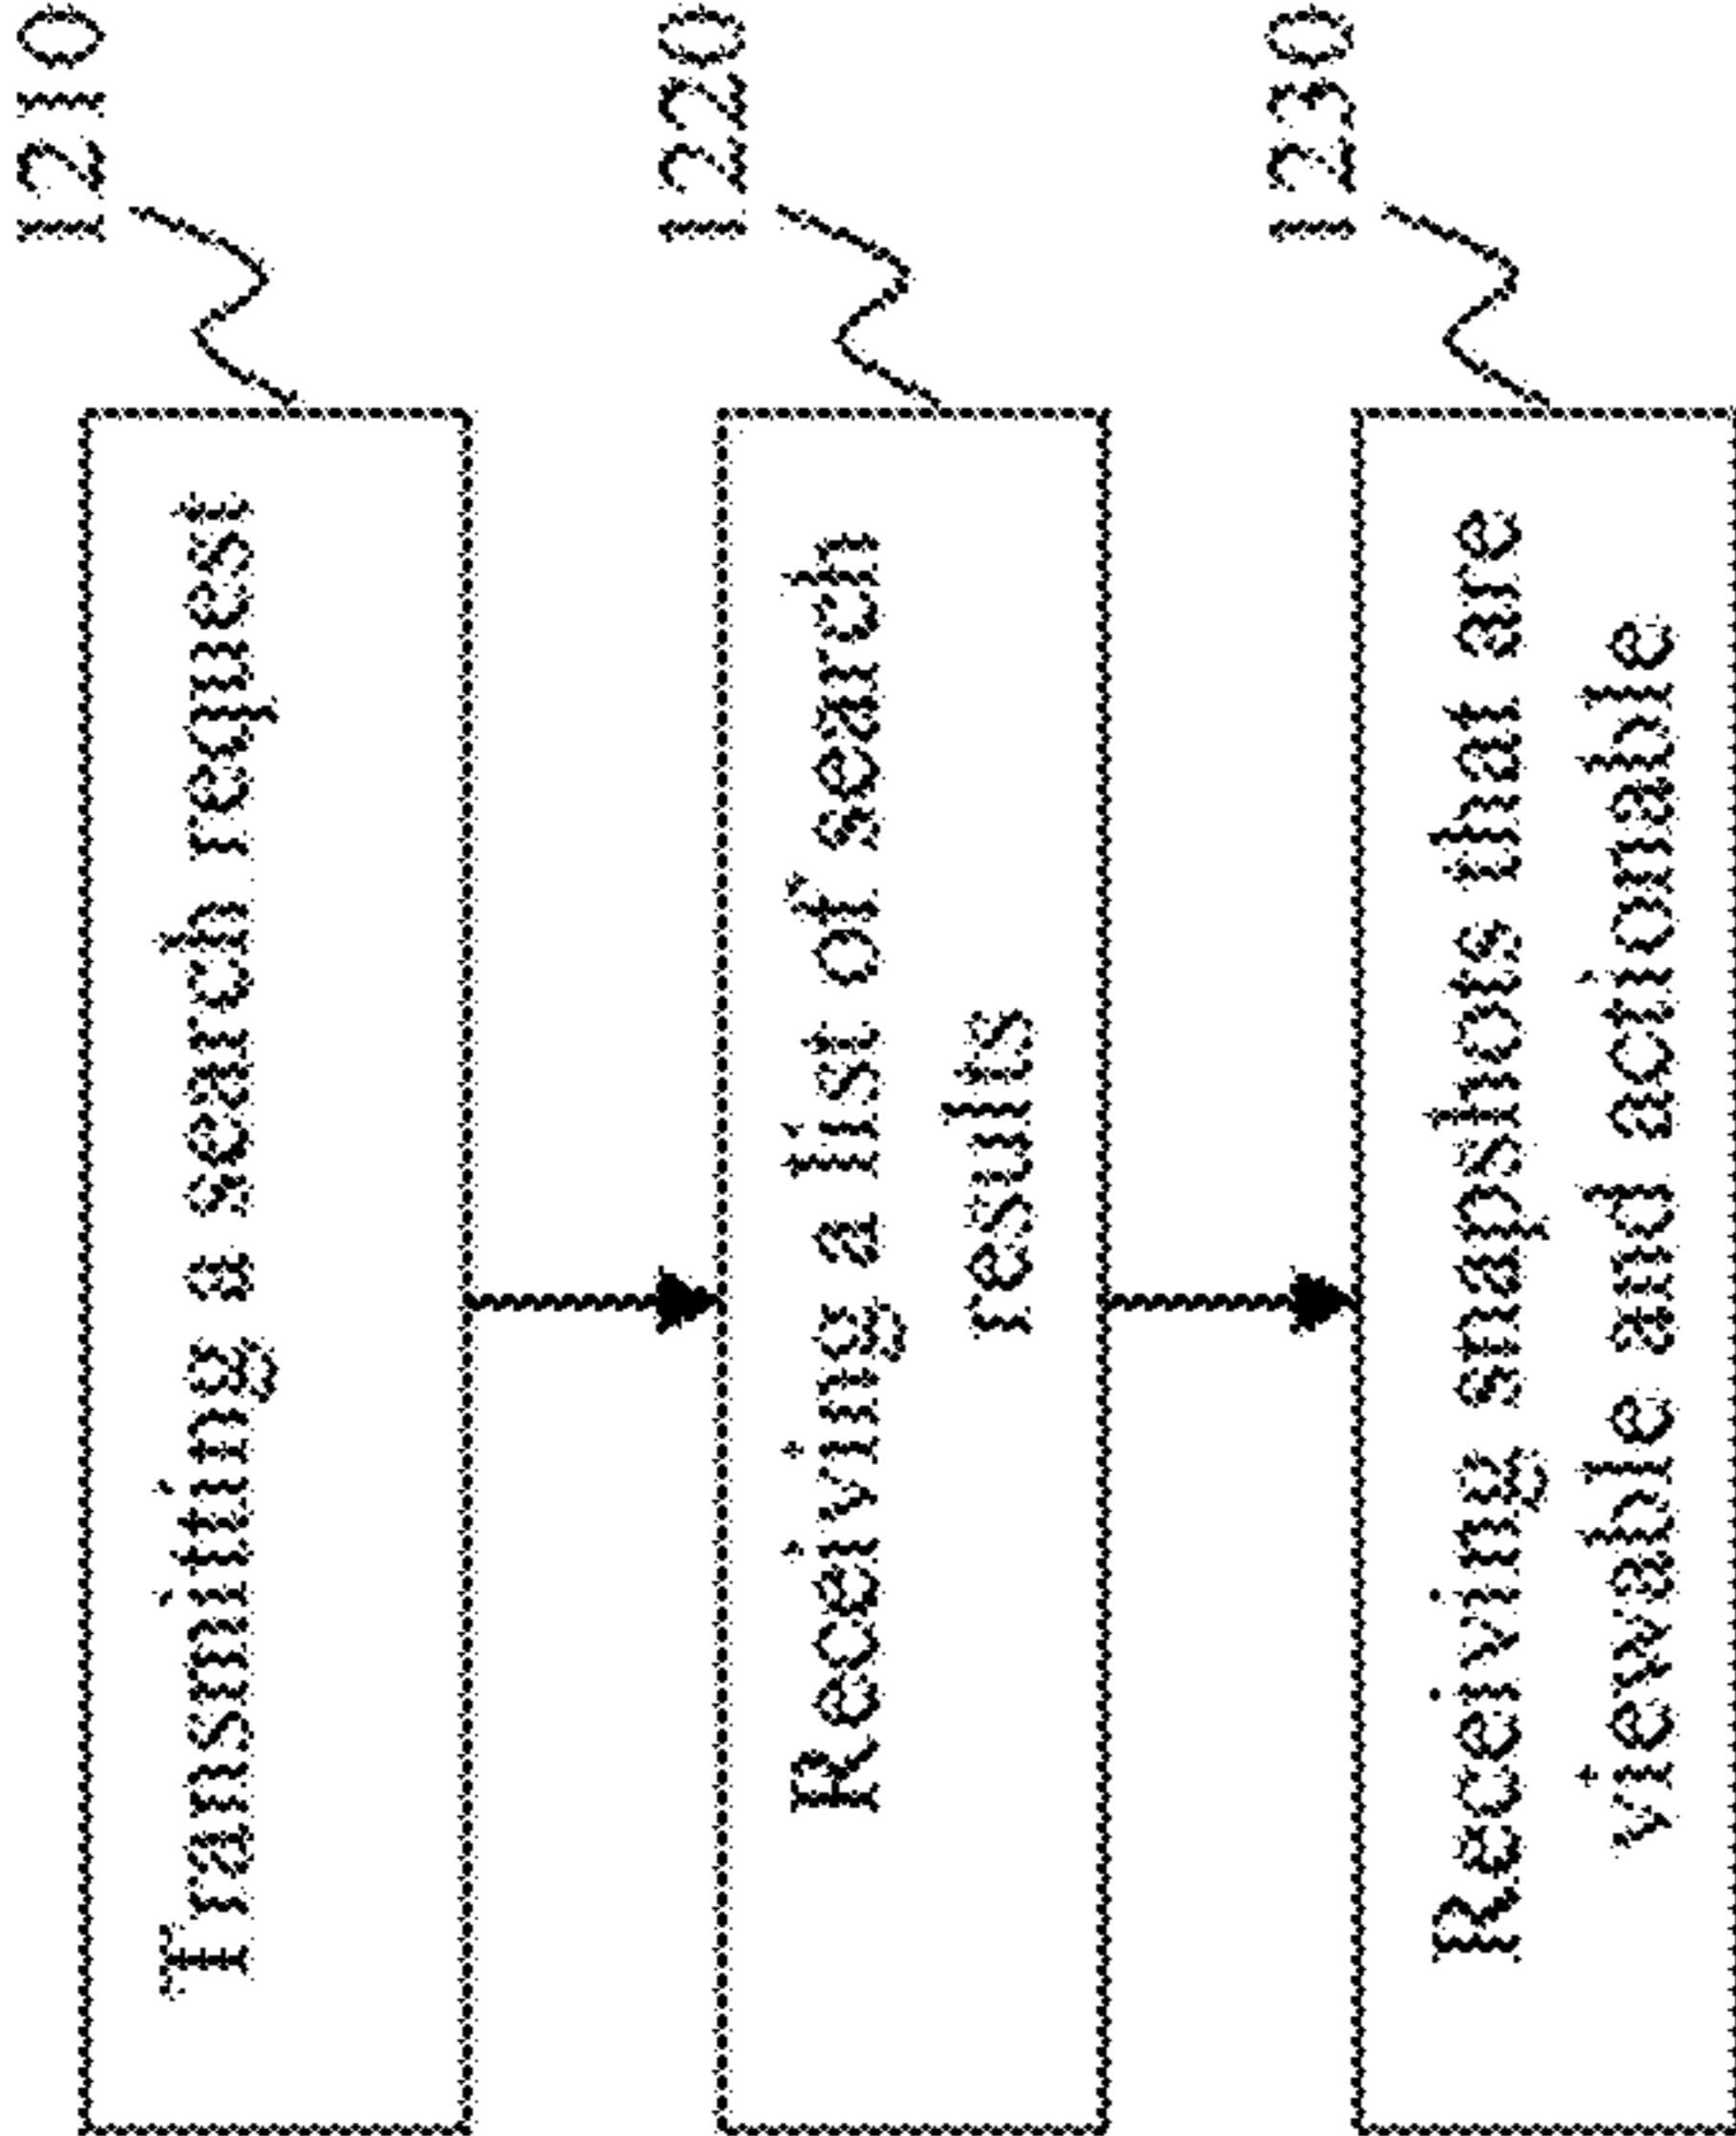 1210
Transmitting a search request
1220
Receiving a list of search
results
1230
Receiving snapshots that are
viewable and actionable